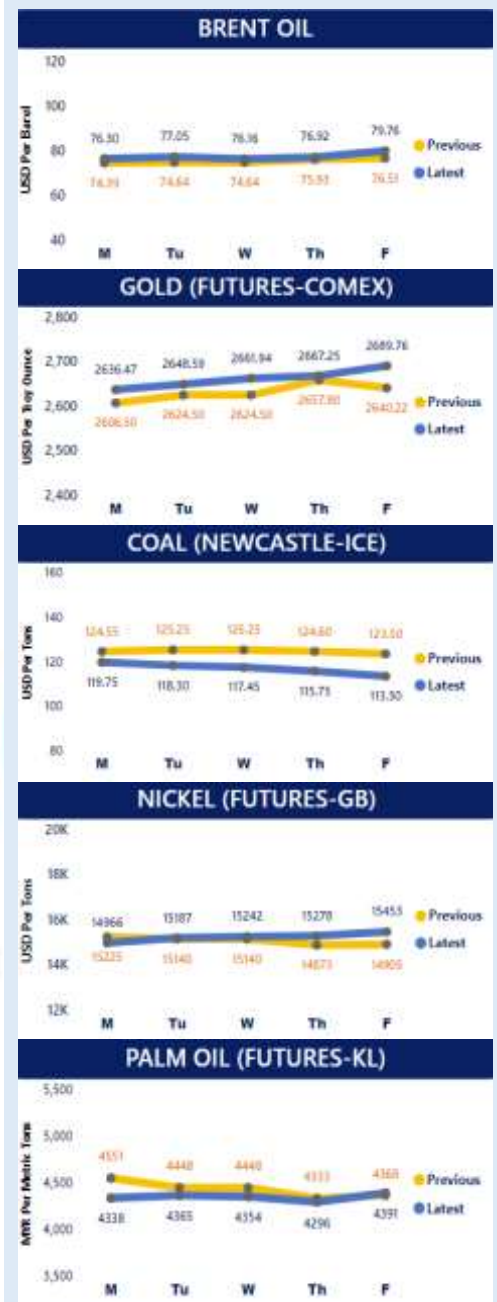 BRENT OIL
120
100
80
60
40
USD Per Barel
76.30 77.05 76.16 76.92 79.76
74.39 74.64 74.64 75.93 76.51
Previous
Latest
M Tu W Th F
GOLD (FUTURES-COMEX)
2,800
2,700
2,600
2,500
2,400
USD Per Troy Ounce
2636.47 2648.59 2661.94 2667.25 2689.76
2606.50 2624.50 2624.50 2657.90 2640.22
Previous
Latest
M Tu W Th F
COAL (NEWCASTLE-ICE)
160
140
120
100
80
USD Per Tons
124.55 125.25 125.25 124.60 123.50
119.75 118.30 117.45 115.75 113.30
Previous
Latest
M Tu W Th F
NICKEL (FUTURES-GB)
20K
18K
16K
14K
12K
USD Per Tons
14966 15187 15242 15278 15453
15225 15140 15140 14873 14905
Previous
Latest
M Tu W Th F
PALM OIL (FUTURES-KL)
5,500
5,000
4,500
4,000
3,500
MYR Per Metric Tons
4551 4448 4448 4333 4368
4338 4365 4354 4296 4391
Previous
Latest
M Tu W Th F